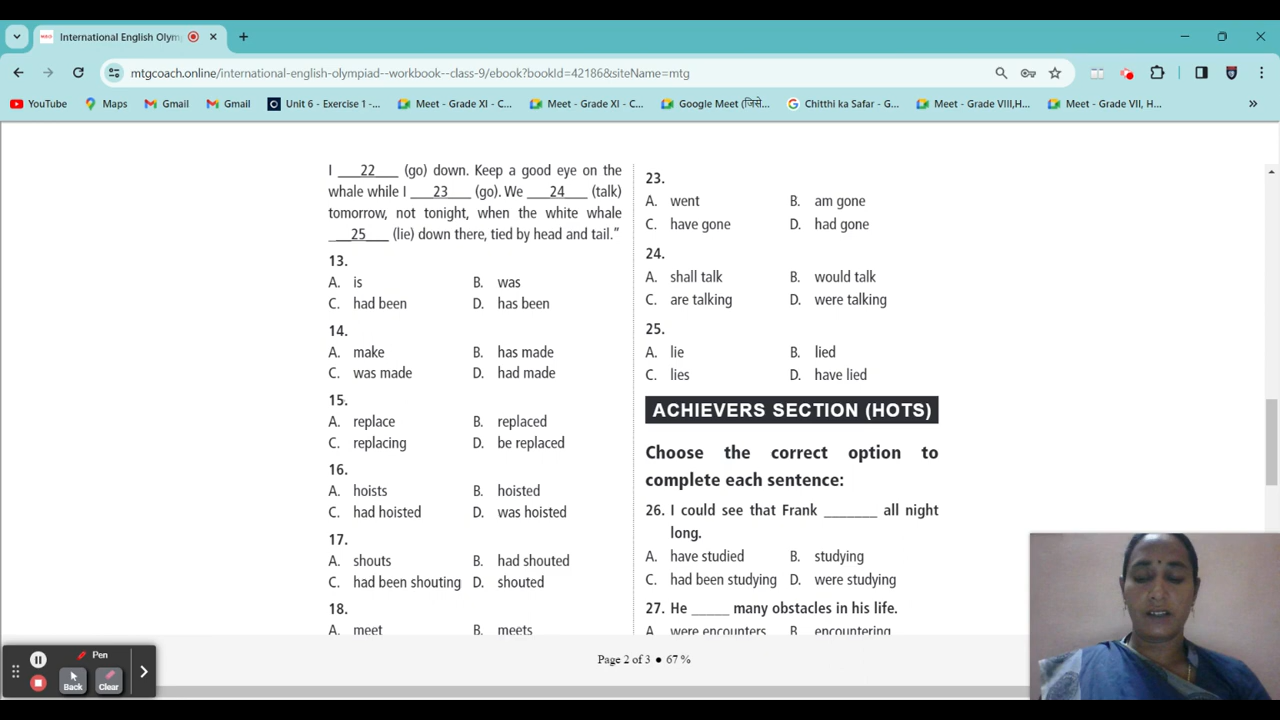 International English Olym
mtgcoach.online/international-english-olympiad--workbook--class-9/ebook?bookId=42186&siteName=mtg
YouTube Maps Gmail Gmail Unit 6 - Exercise 1 -... Meet - Grade XI - C... Meet - Grade XI - C... Google Meet (जिसे... Chitthi ka Safar - G... Meet - Grade VIII,H... Meet - Grade VII, H...
I ___22___ (go) down. Keep a good eye on the
whale while I ___23___ (go). We ___24___ (talk)
tomorrow, not tonight, when the white whale
___25___ (lie) down there, tied by head and tail.”
13.
A. is B. was
C. had been D. has been
14.
A. make B. has made
C. was made D. had made
15.
A. replace B. replaced
C. replacing D. be replaced
16.
A. hoists B. hoisted
C. had hoisted D. was hoisted
17.
A. shouts B. had shouted
C. had been shouting D. shouted
18.
A. meet B. meets
23.
A. went B. am gone
C. have gone D. had gone
24.
A. shall talk B. would talk
C. are talking D. were talking
25.
A. lie B. lied
C. lies D. have lied
ACHIEVERS SECTION (HOTS)
Choose the correct option to
complete each sentence:
26. I could see that Frank _______ all night
long.
A. have studied B. studying
C. had been studying D. were studying
27. He _____ many obstacles in his life.
A. were encounters B. encountering
Page 2 of 3 ● 67 %
Pen
Back Clear